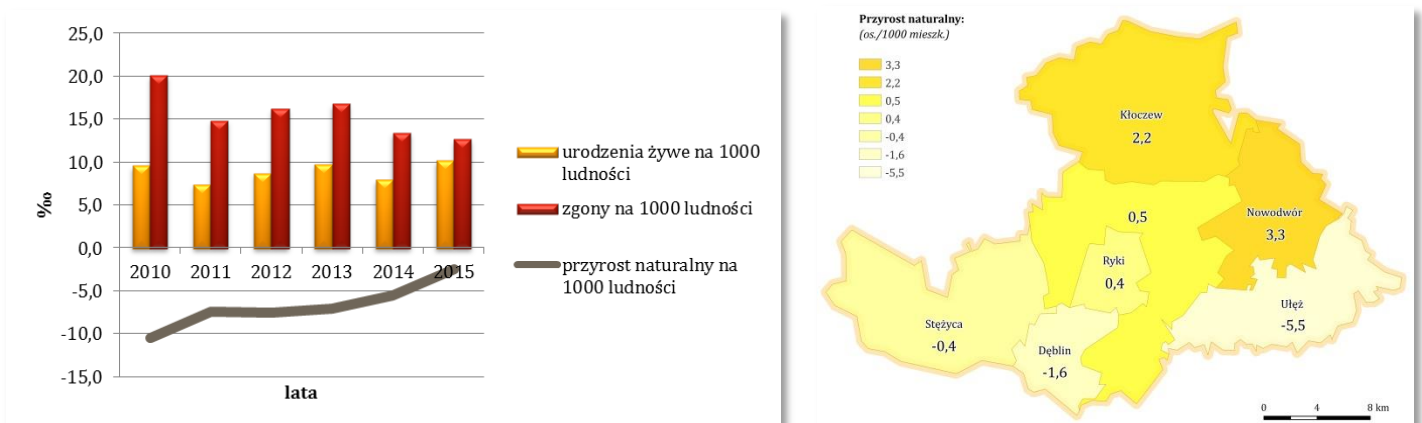 25,0
20,0
15,0
10,0
5,0
0,0
-5,0
-10,0
-15,0
‰
2010 2011 2012 2013 2014 2015
lata
urodzenia żywe na 1000
ludności
zgony na 1000 ludności
przyrost naturalny na
1000 ludności
Przyrost naturalny:
(os./1000 mieszk.)
3,3
2,2
0,5
0,4
-0,4
-1,6
-5,5
Kłoczew
2,2
Nowodwór
3,3
0,5
Ryki
0,4
Ułęż
-5,5
Stężyca
-0,4
Dęblin
-1,6
0 4 8 km